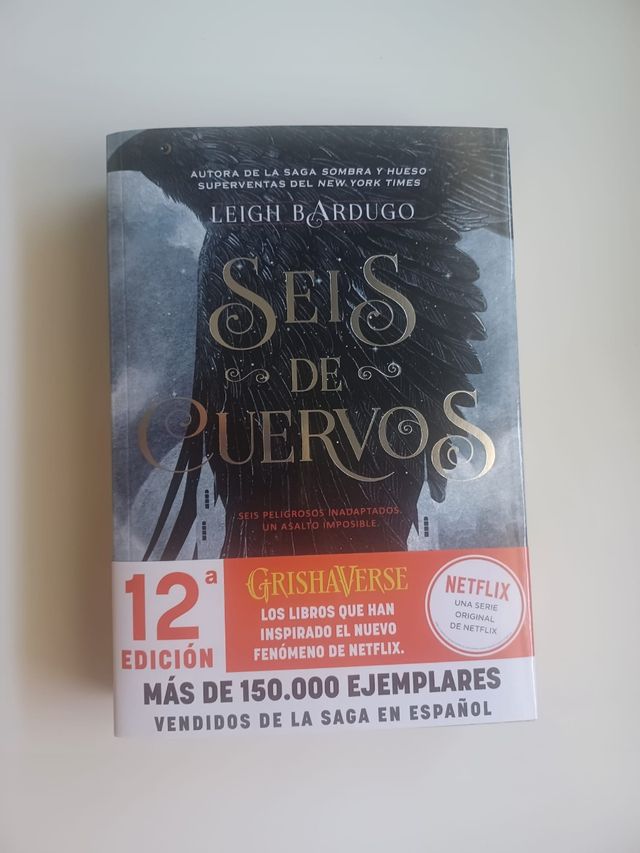 AUTORA DE LA SAGA SOMBRA Y HUESO
SUPERVENTAS DEL NEW YORK TIMES
LEIGH BARDUGO
SEIS
DE
CUERVOS
SEIS PELIGROSOS INADAPTADOS.
UN ASALTO IMPOSIBLE.
12ª
EDICIÓN
GRISHAVERSE
LOS LIBROS QUE HAN
INSPIRADO EL NUEVO
FENÓMENO DE NETFLIX.
NETFLIX
UNA SERIE
ORIGINAL
DE NETFLIX
MÁS DE 150.000 EJEMPLARES
VENDIDOS DE LA SAGA EN ESPAÑOL